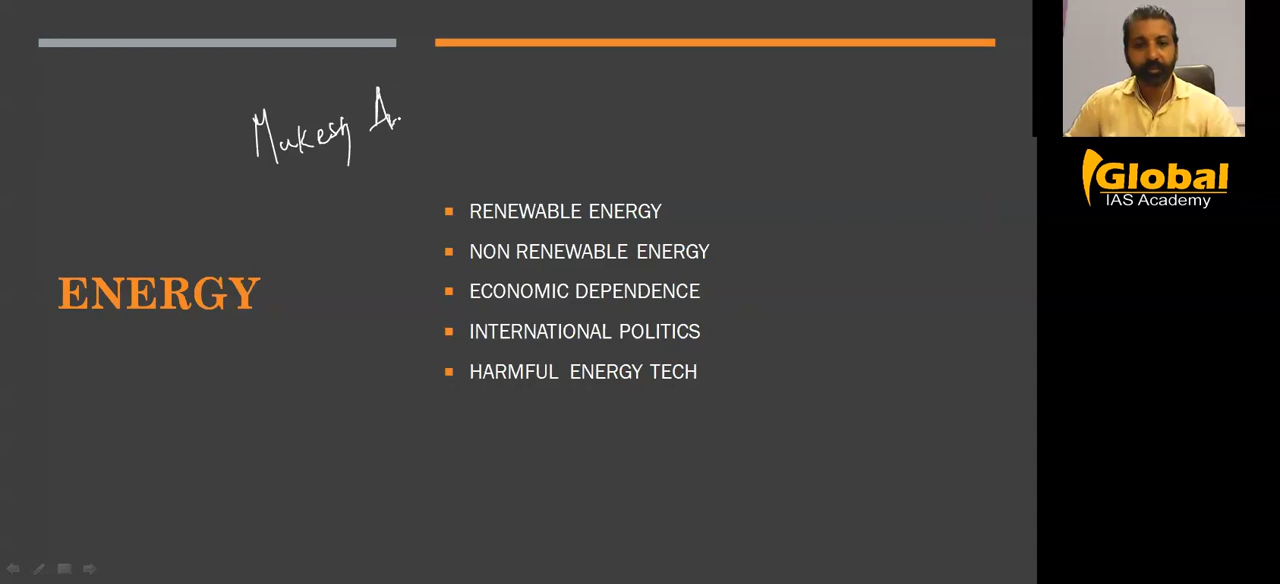 Mukesh A.
ENERGY
RENEWABLE ENERGY
NON RENEWABLE ENERGY
ECONOMIC DEPENDENCE
INTERNATIONAL POLITICS
HARMFUL ENERGY TECH
Global
IAS Academy